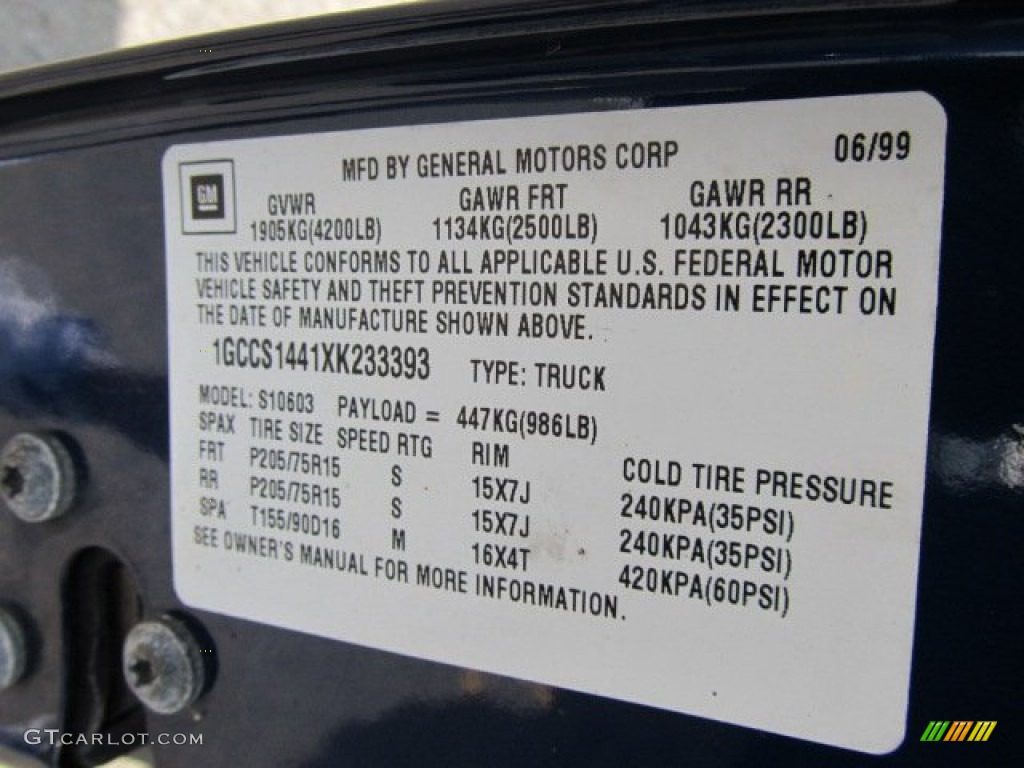 MFD BY GENERAL MOTORS CORP 06/99
GM
GVWR GAWR FRT GAWR RR
1905KG(4200LB) 1134KG(2500LB) 1043KG(2300LB)
THIS VEHICLE CONFORMS TO ALL APPLICABLE U.S. FEDERAL MOTOR
VEHICLE SAFETY AND THEFT PREVENTION STANDARDS IN EFFECT ON
THE DATE OF MANUFACTURE SHOWN ABOVE.
1GCCS1441XK233393 TYPE: TRUCK
MODEL: S10603 PAYLOAD = 447KG(986LB)
SPAX TIRE SIZE SPEED RTG RIM COLD TIRE PRESSURE
FRT P205/75R15 S 15X7J 240KPA(35PSI)
RR P205/75R15 S 15X7J 240KPA(35PSI)
SPA T155/90D16 M 16X4T 420KPA(60PSI)
SEE OWNER'S MANUAL FOR MORE INFORMATION.
GTCARLOT.COM